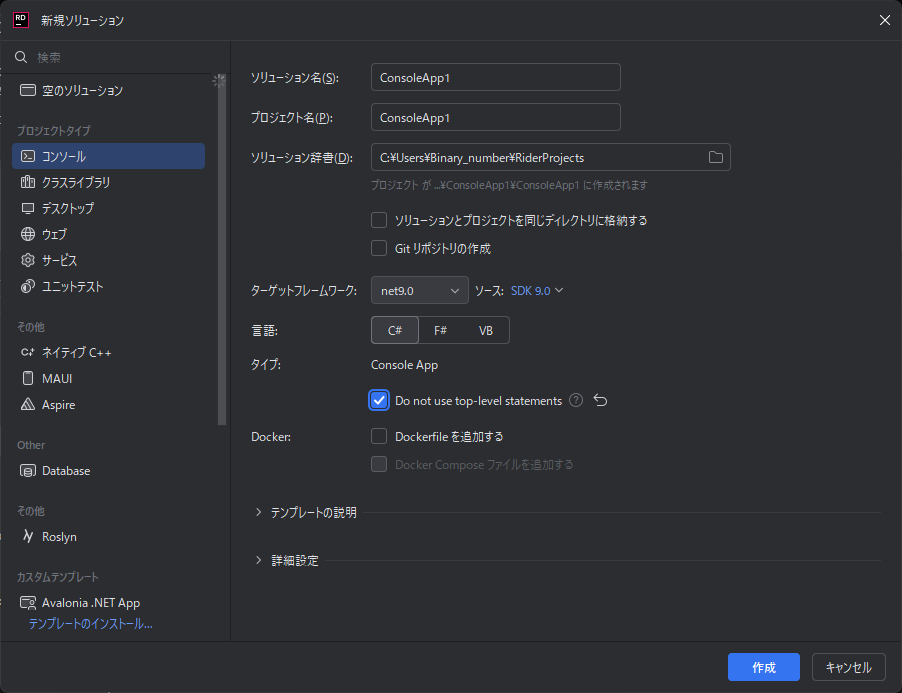 RD
新規ソリューション
検索
空のソリューション
プロジェクトタイプ
コンソール
クラスライブラリ
デスクトップ
ウェブ
サービス
ユニットテスト
その他
C+ ネイティブ C++
MAUI
Aspire
Other
Database
その他
Roslyn
カスタムテンプレート
Avalonia .NET App
テンプレートのインストール...
ソリューション名(S): ConsoleApp1
プロジェクト名(P): ConsoleApp1
ソリューション辞書(D): C:¥Users¥Binary_number¥RiderProjects
プロジェクト が ...¥ConsoleApp1¥ConsoleApp1 に作成されます
ソリューションとプロジェクトを同じディレクトリに格納する
Git リポジトリの作成
ターゲットフレームワーク: net9.0 ソース: SDK 9.0
言語: C# F# VB
タイプ: Console App
Do not use top-level statements ?
Docker: Dockerfile を追加する
Docker Compose ファイルを追加する
テンプレートの説明
詳細設定
作成 キャンセル